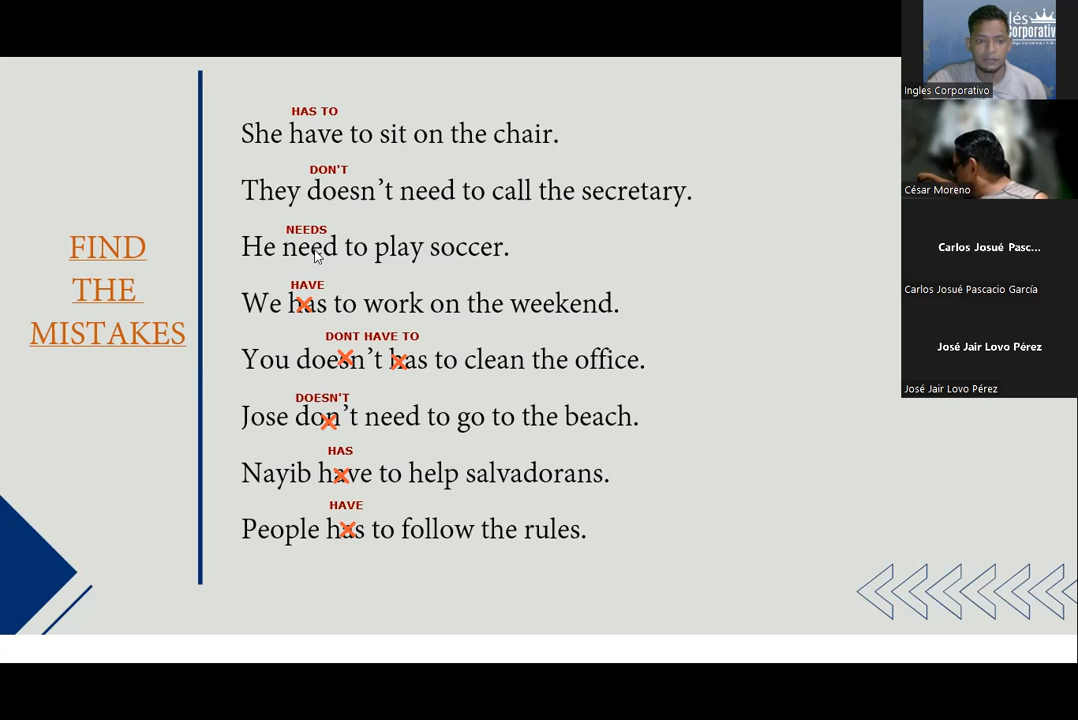 FIND
THE
MISTAKES
HAS TO
She have to sit on the chair.
DON'T
They doesn’t need to call the secretary.
NEEDS
He need to play soccer.
HAVE
We has to work on the weekend.
DONT HAVE TO
You doesn’t has to clean the office.
DOESN'T
Jose don’t need to go to the beach.
HAS
Nayib have to help salvadorans.
HAVE
People has to follow the rules.
lés
Corporativ
Ingles Corporativo
César Moreno
Carlos Josué Pasc...
Carlos Josué Pascacio García
José Jair Lovo Pérez
José Jair Lovo Pérez